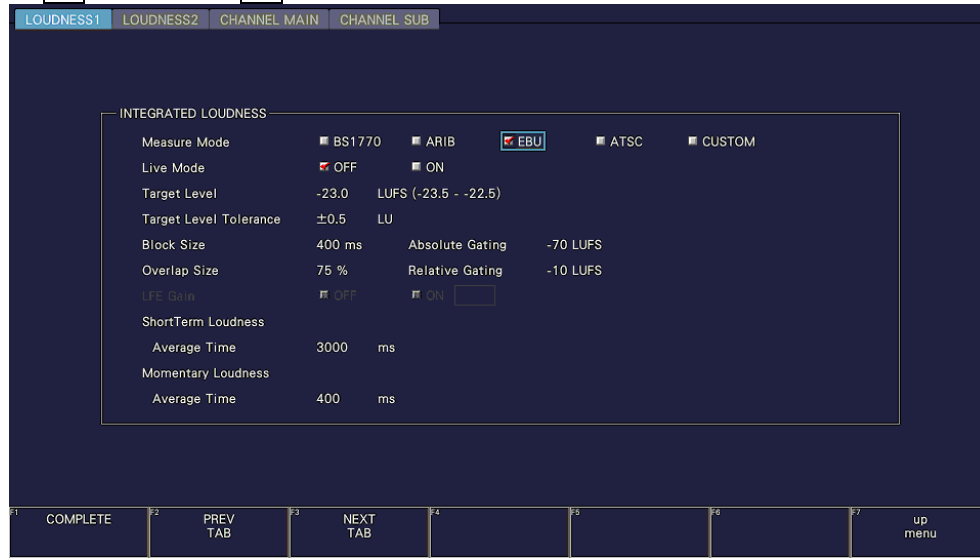 LOUDNESS1 LOUDNESS2 CHANNEL MAIN CHANNEL SUB
INTEGRATED LOUDNESS
Measure Mode BS1770 ARIB EBU ATSC CUSTOM
Live Mode OFF ON
Target Level -23.0 LUFS (-23.5 - -22.5)
Target Level Tolerance ±0.5 LU
Block Size 400 ms Absolute Gating -70 LUFS
Overlap Size 75 % Relative Gating -10 LUFS
LFE Gain OFF ON
ShortTerm Loudness
Average Time 3000 ms
Momentary Loudness
Average Time 400 ms
F1 COMPLETE F2 PREV TAB F3 NEXT TAB F4 F5 F6 F7 up menu